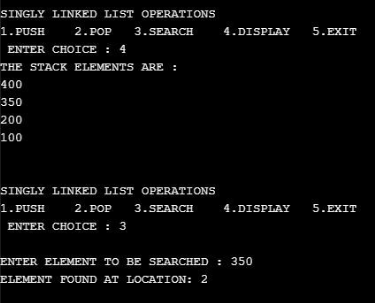 SINGLY LINKED LIST OPERATIONS
1.PUSH 2.POP 3.SEARCH 4.DISPLAY 5.EXIT
ENTER CHOICE : 4
THE STACK ELEMENTS ARE :
400
350
200
100
SINGLY LINKED LIST OPERATIONS
1.PUSH 2.POP 3.SEARCH 4.DISPLAY 5.EXIT
ENTER CHOICE : 3
ENTER ELEMENT TO BE SEARCHED : 350
ELEMENT FOUND AT LOCATION: 2